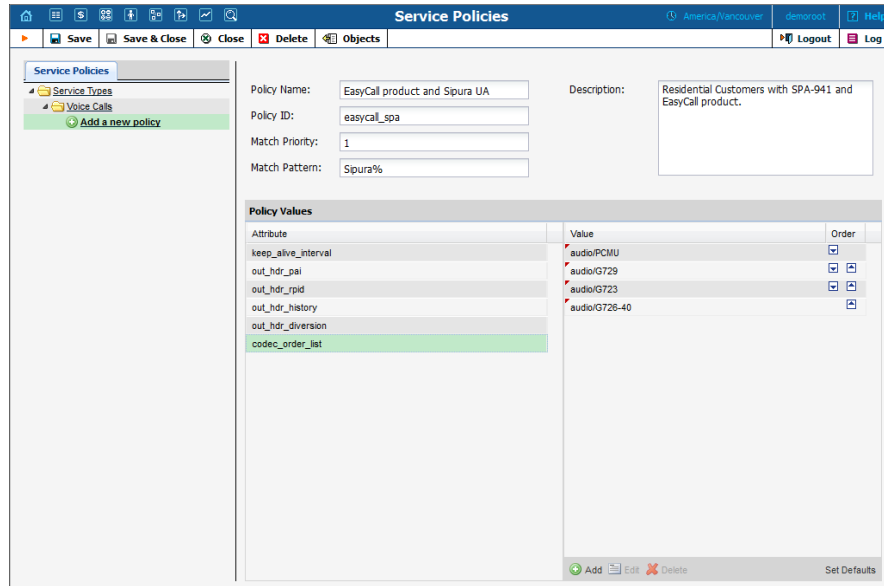 Service Policies
America/Vancouver
demoroot
Help
Save
Save & Close
Close
Delete
Objects
Logout
Log
Service Policies
Service Types
Voice Calls
Add a new policy
Policy Name: EasyCall product and Sipura UA
Policy ID: easycall_spa
Match Priority: 1
Match Pattern: Sipura%
Description: Residential Customers with SPA-941 and
EasyCall product.
Policy Values
Attribute
keep_alive_interval
out_hdr_pai
out_hdr_rpid
out_hdr_history
out_hdr_diversion
codec_order_list
Value Order
audio/PCMU
audio/G729
audio/G723
audio/G726-40
Add Edit Delete Set Defaults